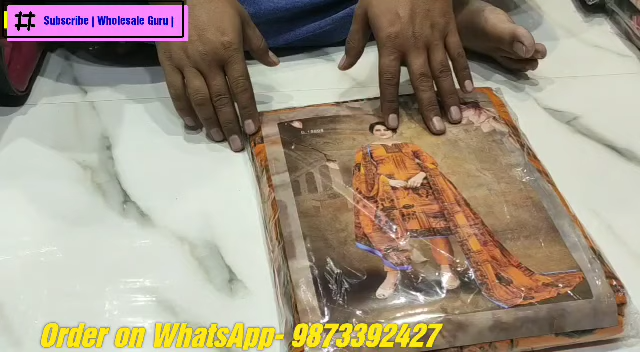 # Subscribe | Wholesale Guru |
Order on WhatsApp- 9873392427